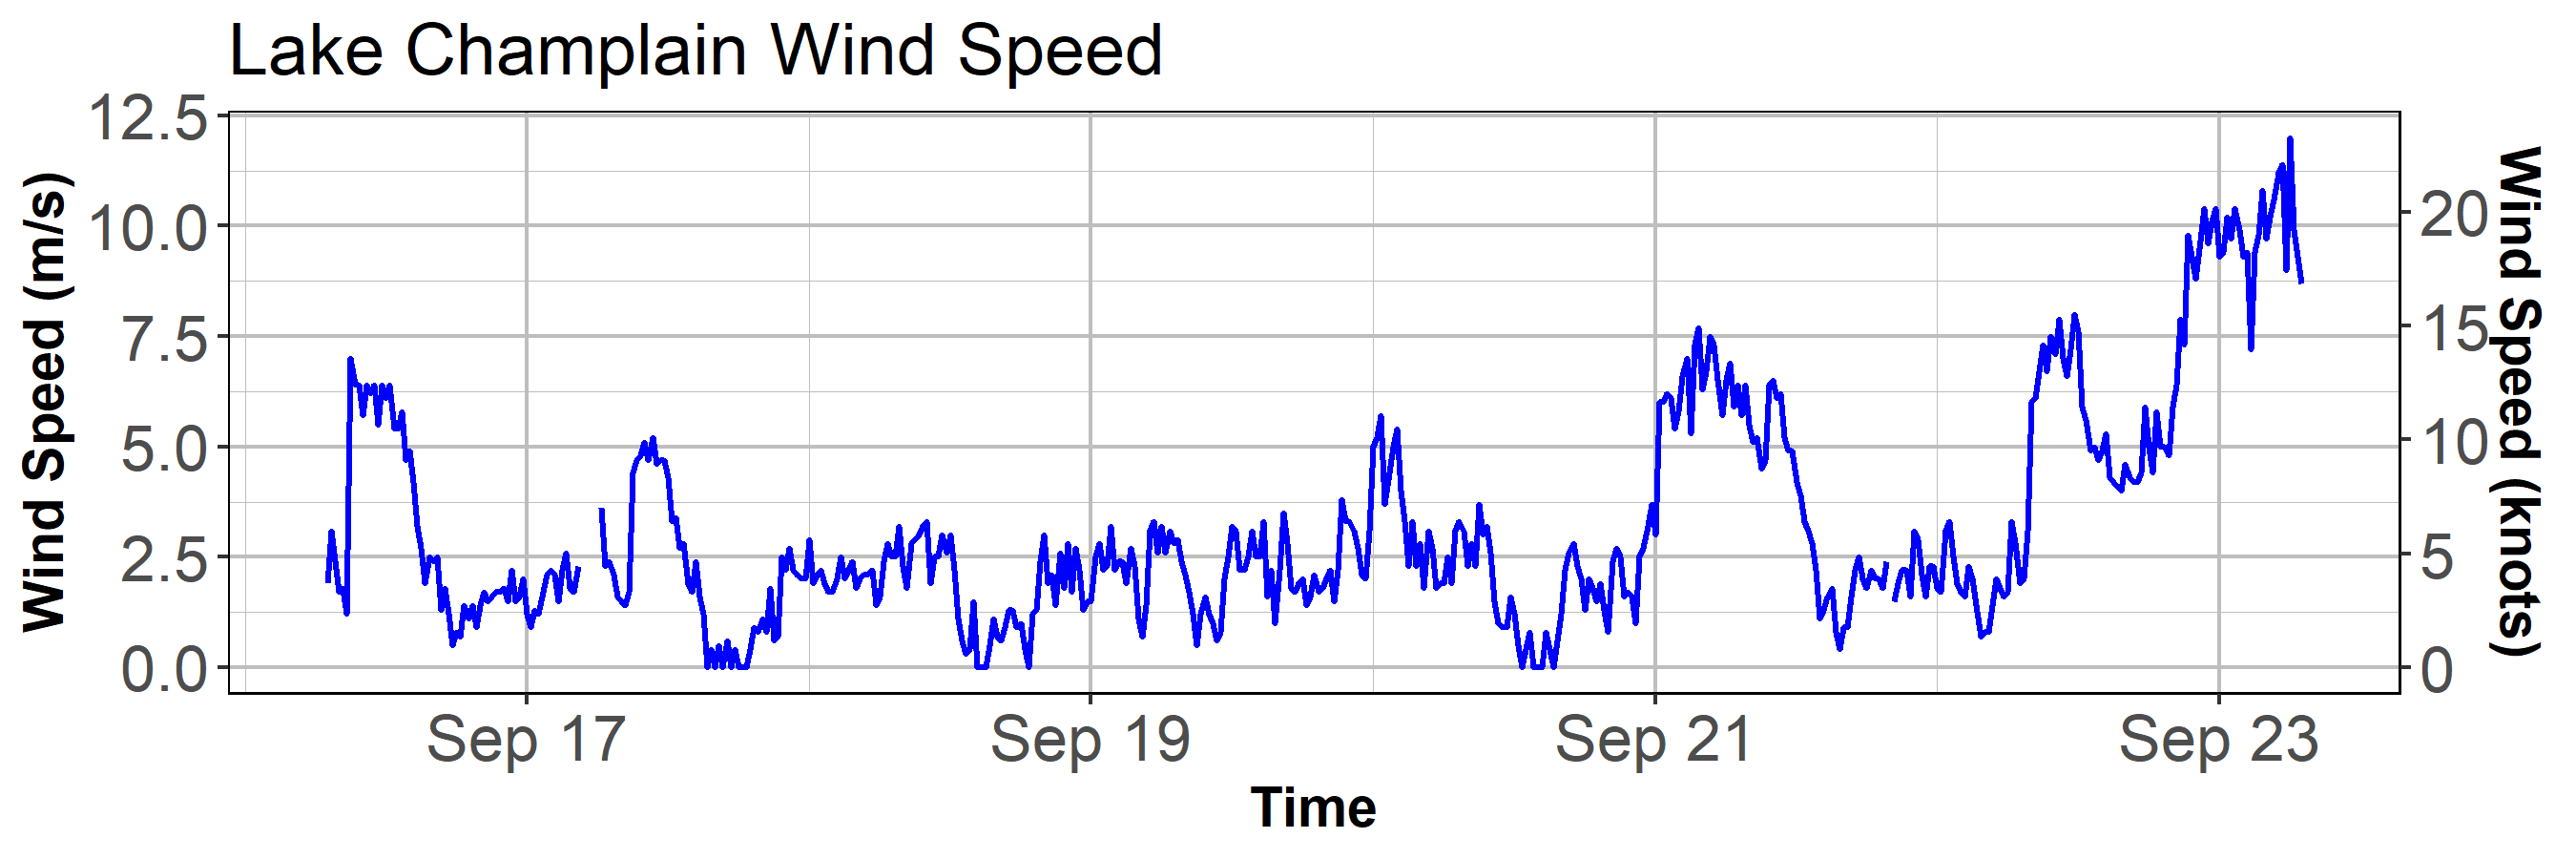 Lake Champlain Wind Speed
Wind Speed (m/s)
12.5
10.0
7.5
5.0
2.5
0.0
20
15
10
5
0
Wind Speed (knots)
Sep 17
Sep 19
Sep 21
Sep 23
Time